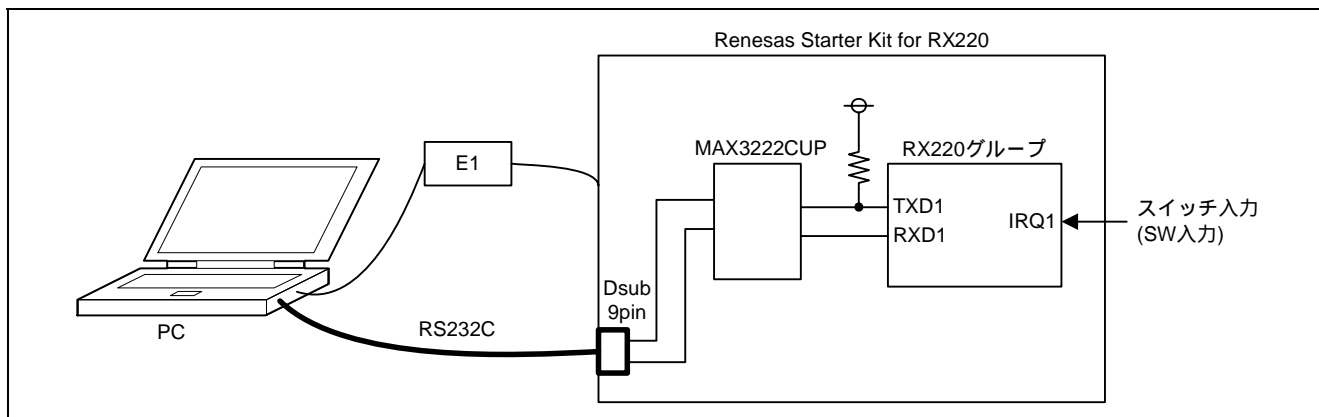 Renesas Starter Kit for RX220
E1
MAX3222CUP
RX220グループ
TXD1
RXD1
IRQ1
スイッチ入力
(SW入力)
Dsub
9pin
PC
RS232C